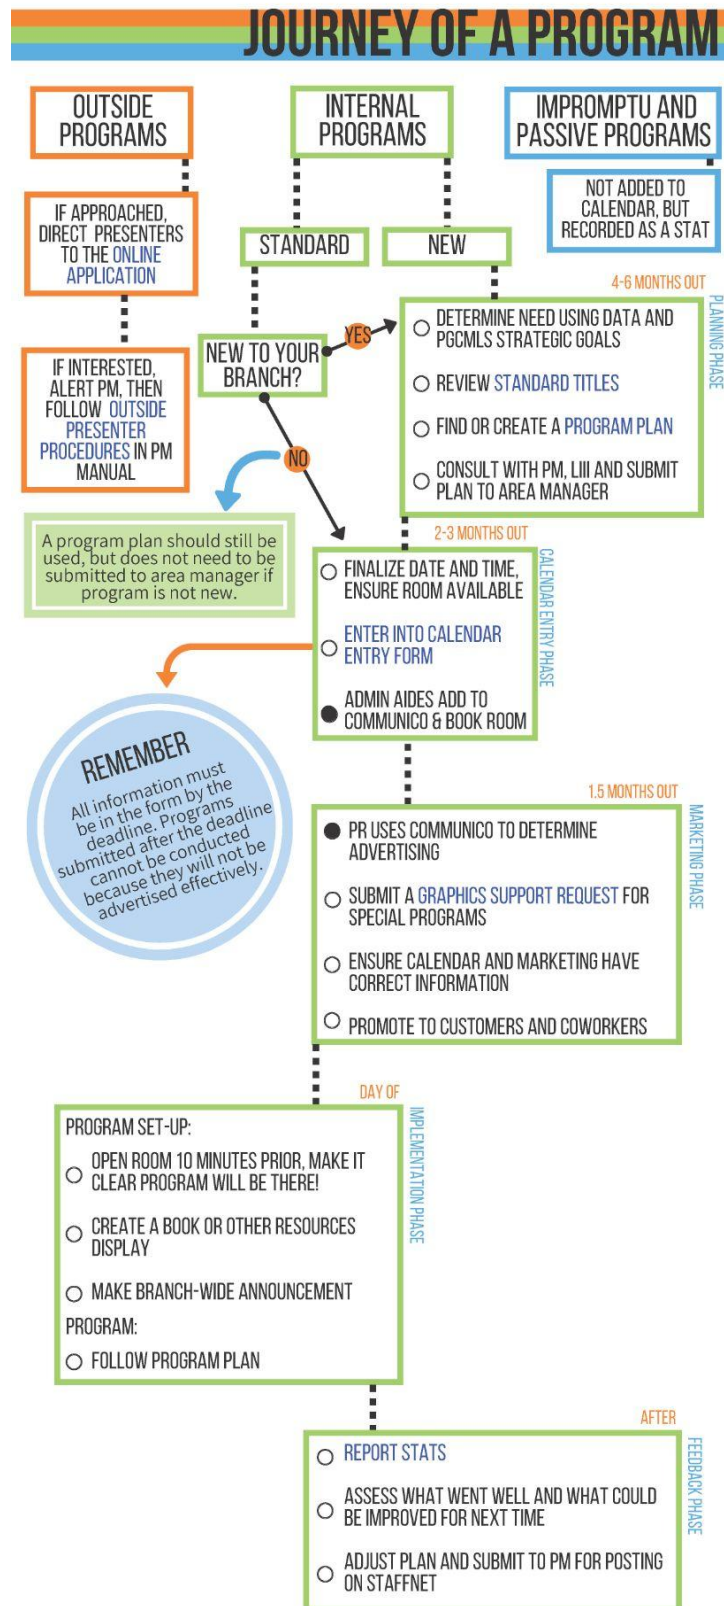 JOURNEY OF A PROGRAM
OUTSIDE
PROGRAMS
INTERNAL
PROGRAMS
IMPROMPTU AND
PASSIVE PROGRAMS
IF APPROACHED,
DIRECT PRESENTERS
TO THE ONLINE
APPLICATION
STANDARD
NEW
NOT ADDED TO
CALENDAR, BUT
RECORDED AS A STAT
IF INTERESTED,
ALERT PM, THEN
FOLLOW OUTSIDE
PRESENTER
PROCEDURES IN PM
MANUAL
NEW TO YOUR
BRANCH?
YES
NO
4-6 MONTHS OUT
PLANNING PHASE
DETERMINE NEED USING DATA AND
PGCMLS STRATEGIC GOALS
REVIEW STANDARD TITLES
FIND OR CREATE A PROGRAM PLAN
CONSULT WITH PM, LIII AND SUBMIT
PLAN TO AREA MANAGER
A program plan should still be
used, but does not need to be
submitted to area manager if
program is not new.
2-3 MONTHS OUT
CALENDAR ENTRY PHASE
FINALIZE DATE AND TIME,
ENSURE ROOM AVAILABLE
ENTER INTO CALENDAR
ENTRY FORM
ADMIN AIDES ADD TO
COMMUNICO & BOOK ROOM
REMEMBER
All information must
be in the form by the
deadline. Programs
submitted after the deadline
cannot be conducted
because they will not be
advertised effectively.
1.5 MONTHS OUT
MARKETING PHASE
PR USES COMMUNICO TO DETERMINE
ADVERTISING
SUBMIT A GRAPHICS SUPPORT REQUEST FOR
SPECIAL PROGRAMS
ENSURE CALENDAR AND MARKETING HAVE
CORRECT INFORMATION
PROMOTE TO CUSTOMERS AND COWORKERS
DAY OF
IMPLEMENTATION PHASE
PROGRAM SET-UP:
OPEN ROOM 10 MINUTES PRIOR, MAKE IT
CLEAR PROGRAM WILL BE THERE!
CREATE A BOOK OR OTHER RESOURCES
DISPLAY
MAKE BRANCH-WIDE ANNOUNCEMENT
PROGRAM:
FOLLOW PROGRAM PLAN
AFTER
FEEDBACK PHASE
REPORT STATS
ASSESS WHAT WENT WELL AND WHAT COULD
BE IMPROVED FOR NEXT TIME
ADJUST PLAN AND SUBMIT TO PM FOR POSTING
ON STAFFNET